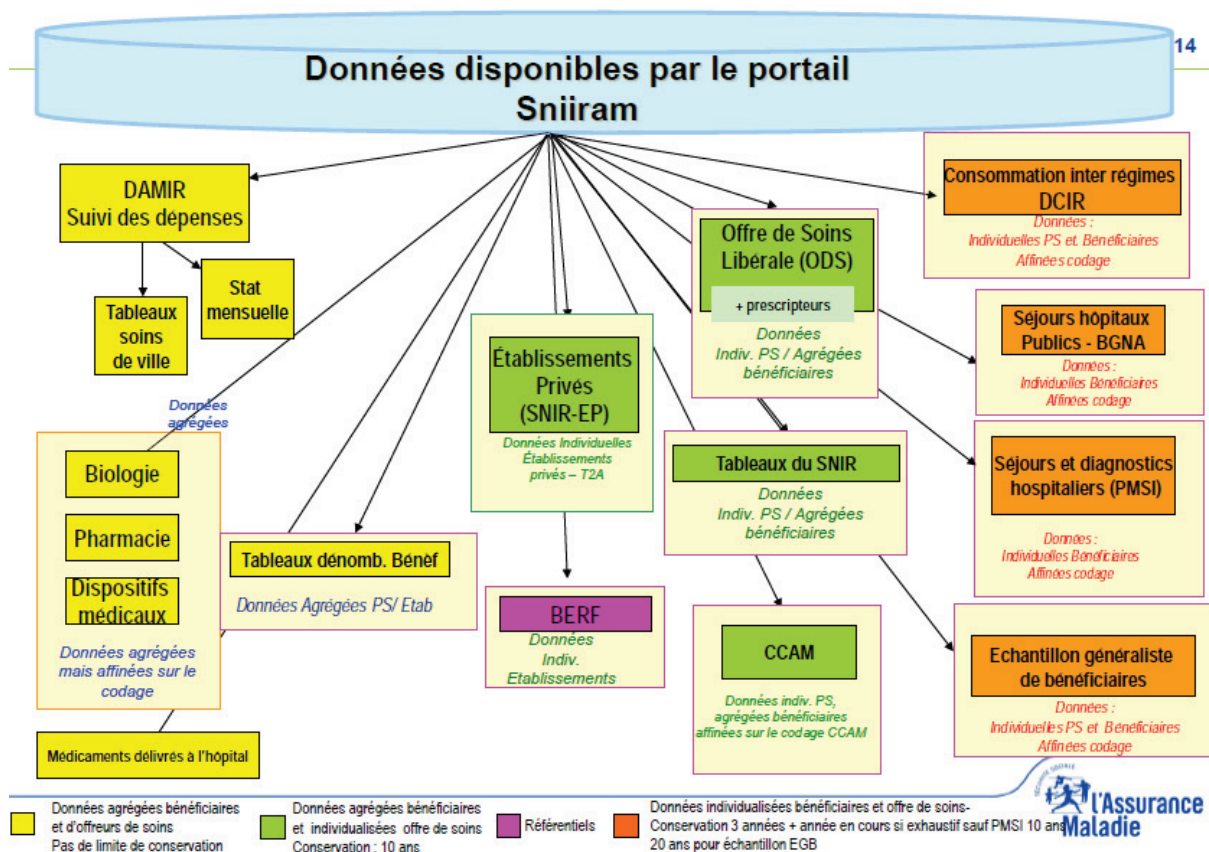 14
Données disponibles par le portail
Sniiram
DAMIR
Suivi des dépenses
Tableaux
soins
de ville
Stat
mensuelle
Données
agrégées
Biologie
Pharmacie
Dispositifs
médicaux
Données agrégées
mais affinées sur le
codage
Médicaments délivrés à l'hôpital
Tableaux dénomb. Bénéf
Données Agrégées PS/ Etab
Établissements
Privés
(SNIR-EP)
Données Individuelles
Établissements
privés – T2A
BERF
Données
Indiv.
Etablissements
Offre de Soins
Libérale (ODS)
+ prescripteurs
Données
Indiv. PS / Agrégées
bénéficiaires
Tableaux du SNIR
Données
Indiv. PS / Agrégées
bénéficiaires
CCAM
Données indiv. PS,
agrégées bénéficiaires
affinées sur le codage CCAM
Consommation inter régimes
DCIR
Données :
Individuelles PS et Bénéficiaires
Affinées codage
Séjours hôpitaux
Publics - BGNA
Données :
Individuelles Bénéficiaires
Affinées codage
Séjours et diagnostics
hospitaliers (PMSI)
Données :
Individuelles Bénéficiaires
Affinées codage
Echantillon généraliste
de bénéficiaires
Données :
Individuelles PS et Bénéficiaires
Affinées codage
Données agrégées bénéficiaires
et d'offreurs de soins
Pas de limite de conservation
Données agrégées bénéficiaires
et individualisées offre de soins
Conservation : 10 ans
Référentiels
Données individualisées bénéficiaires et offre de soins-
Conservation 3 années + année en cours si exhaustif sauf PMSI 10 ans
20 ans pour échantillon EGB
SÉCURITÉ SOCIALE
l'Assurance
Maladie